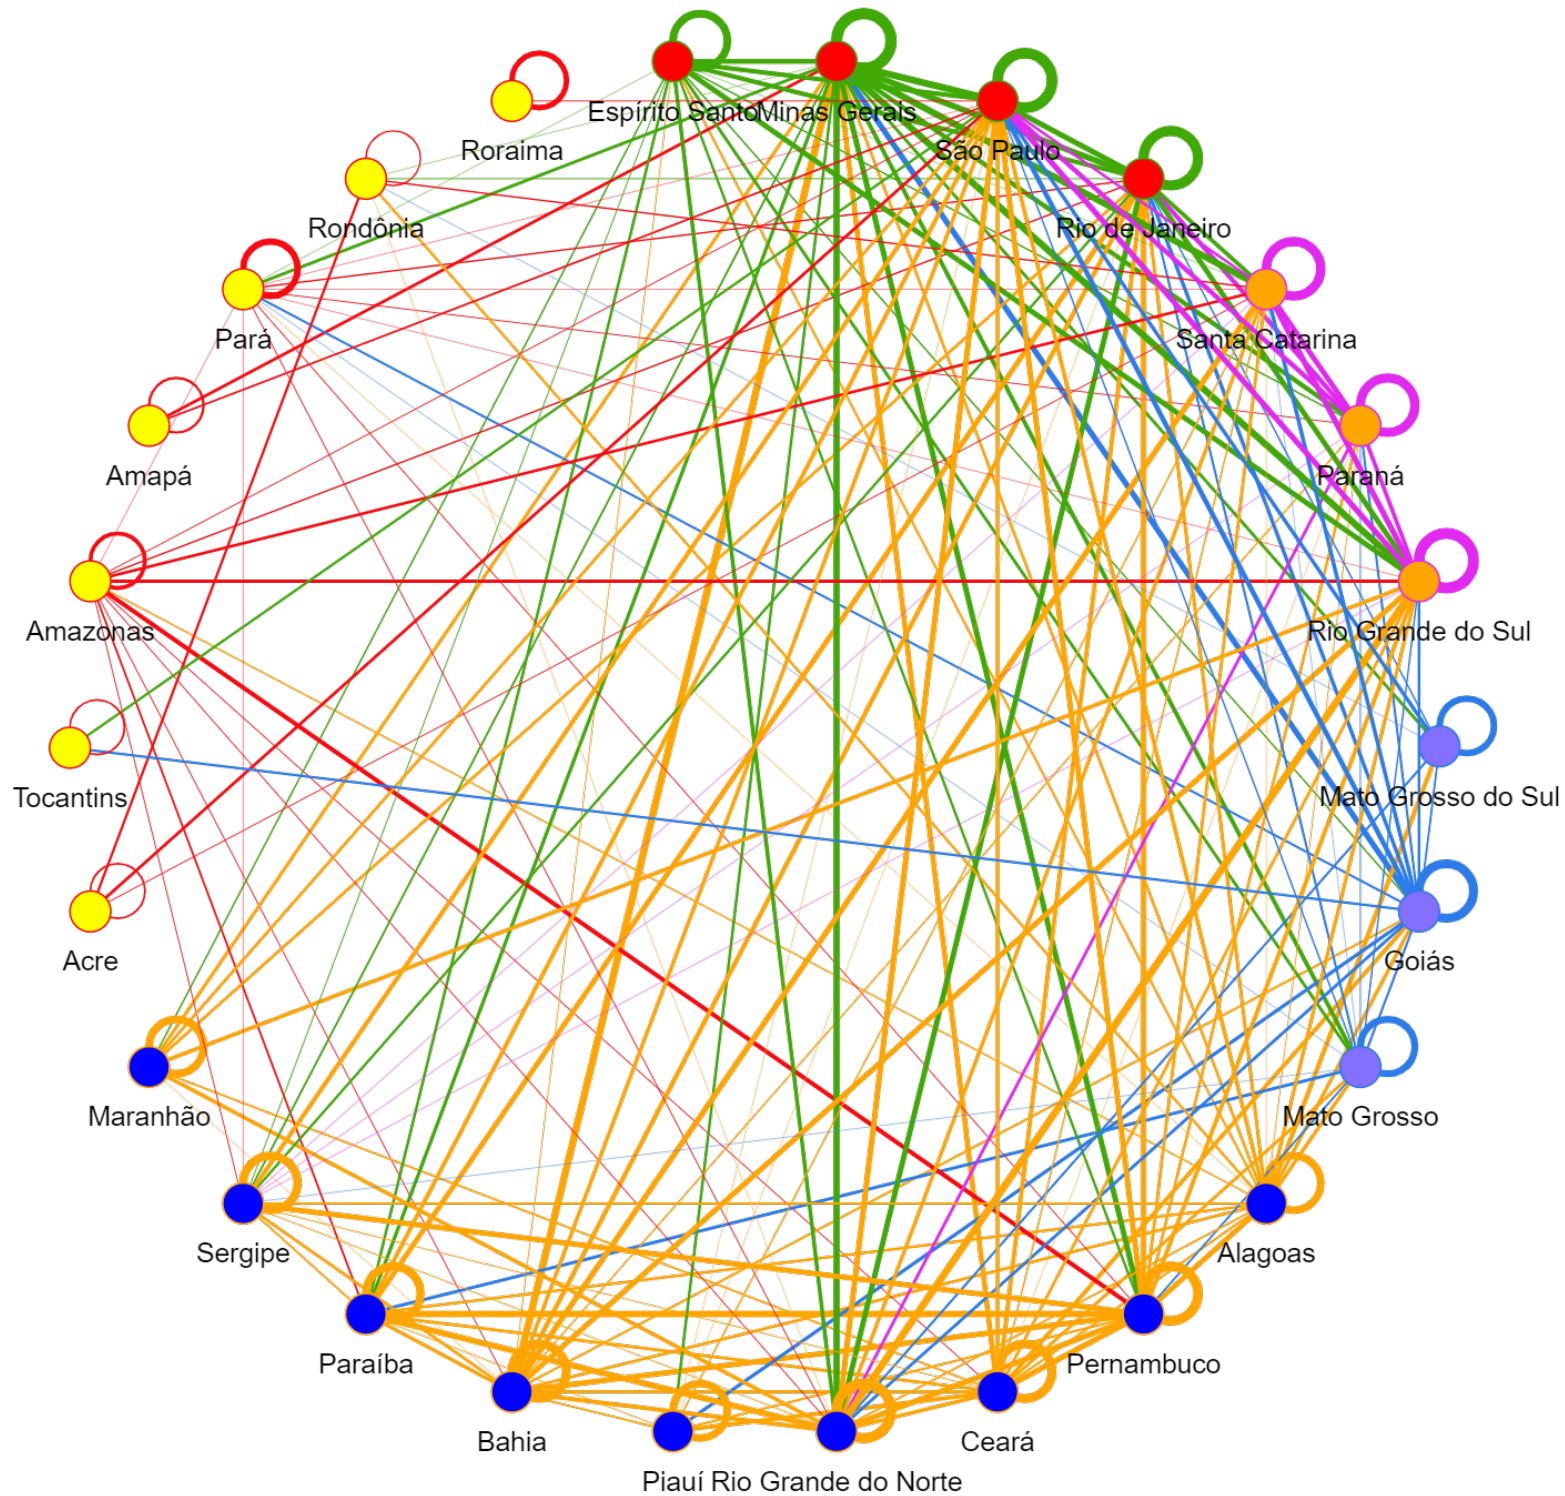 Espírito Santo
Minas Gerais
Roraima
São Paulo
Rondônia
Rio de Janeiro
Pará
Santa Catarina
Amapá
Paraná
Amazonas
Rio Grande do Sul
Tocantins
Mato Grosso do Sul
Acre
Goiás
Maranhão
Mato Grosso
Sergipe
Alagoas
Paraíba
Pernambuco
Bahia
Ceará
Piauí
Rio Grande do Norte